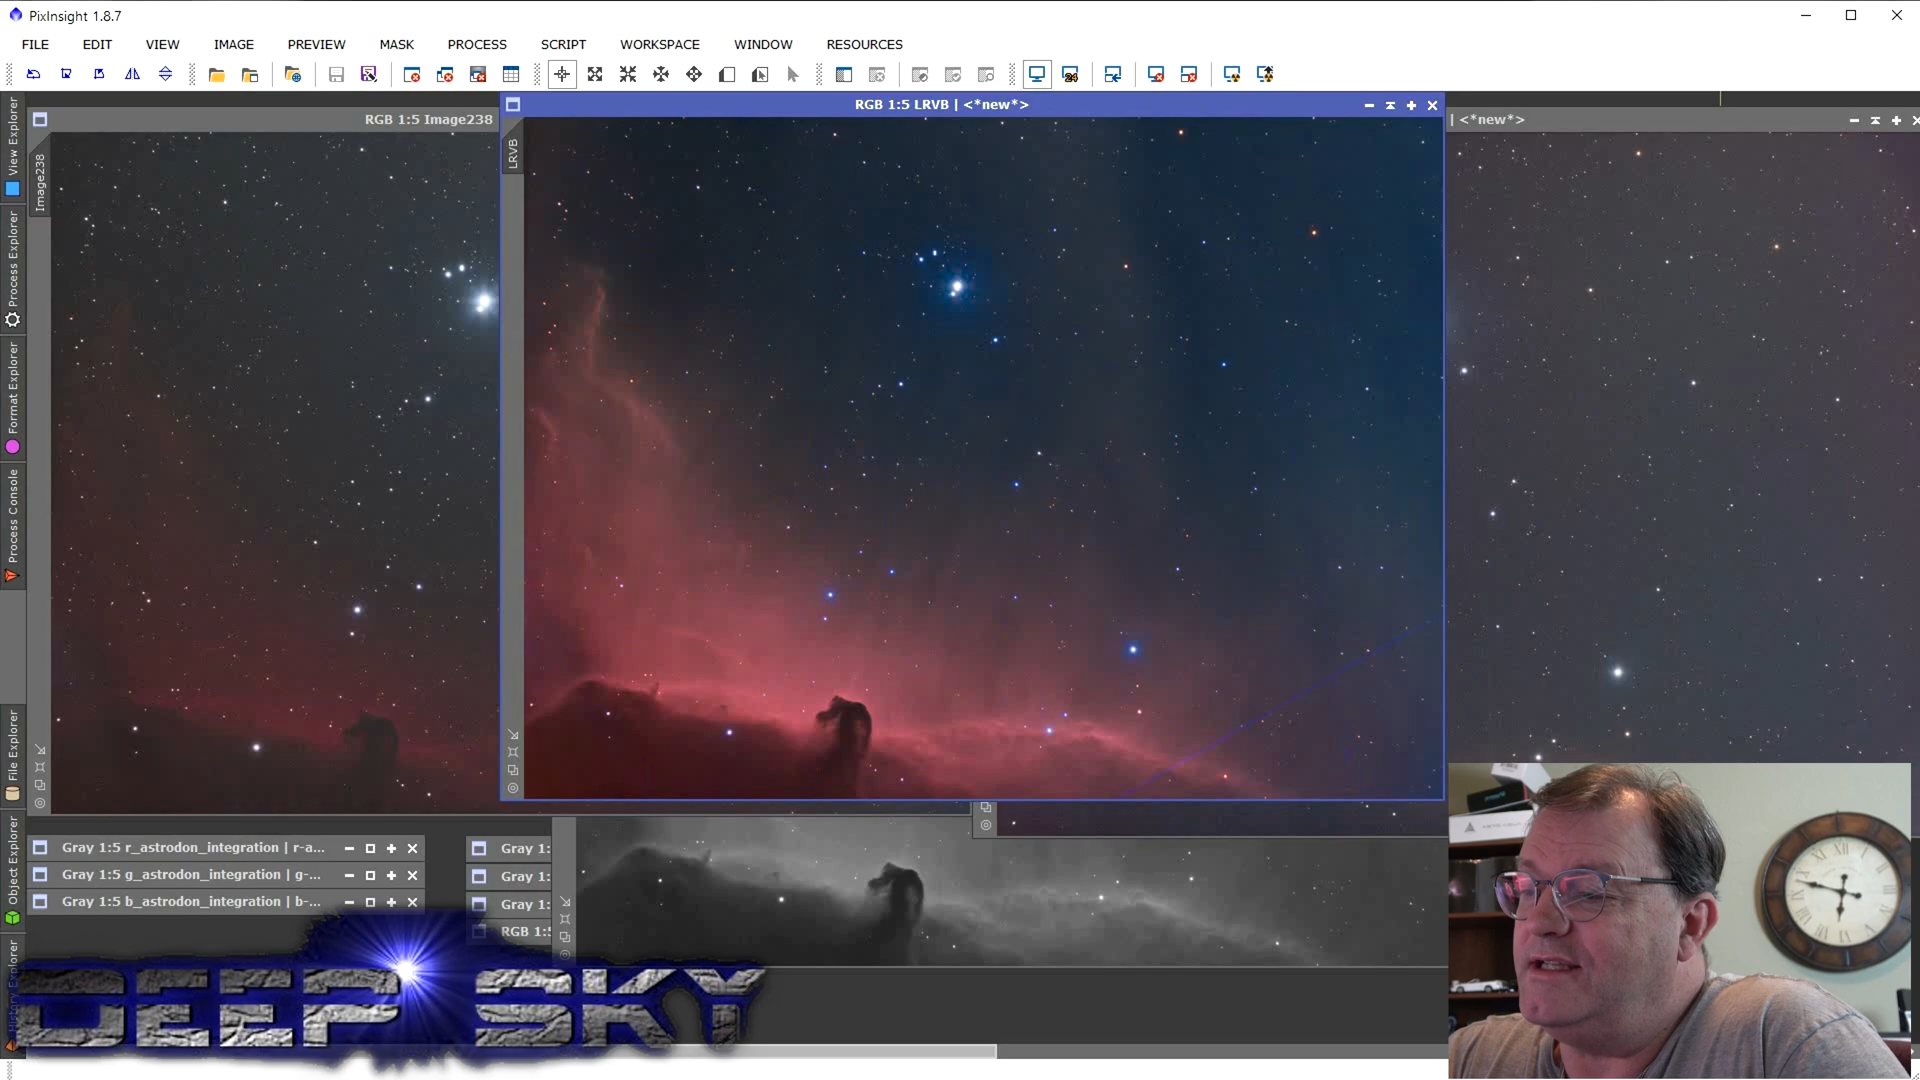 PixInsight 1.8.7
FILE EDIT VIEW IMAGE PREVIEW MASK PROCESS SCRIPT WORKSPACE WINDOW RESOURCES
View Explorer
Process Explorer
Format Explorer
Process Console
File Explorer
Object Explorer
History Explorer
RGB 1:5 Image238
Image238
RGB 1:5 LRVB | <*new*>
LRVB
| <*new*>
Gray 1:5 r_astrodon_integration | r-a...
Gray 1:5 g_astrodon_integration | g-...
Gray 1:5 b_astrodon_integration | b-...
Gray 1:
Gray 1:
Gray 1:
RGB 1:5
DEEP SKY